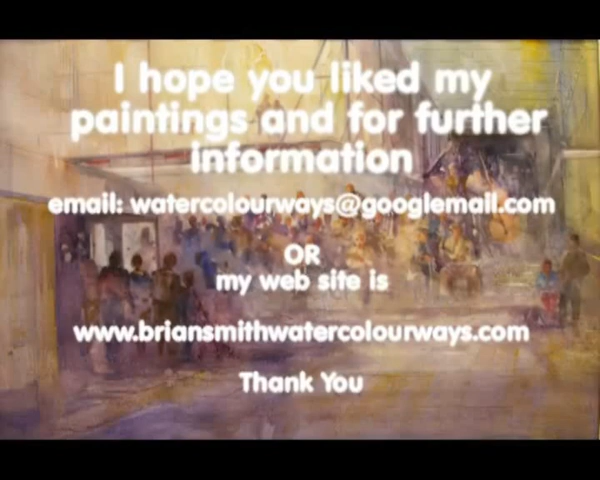 I hope you liked my
paintings and for further
information
email: watercolourways@googlemail.com
OR
my web site is
www.briansmithwatercolourways.com
Thank You